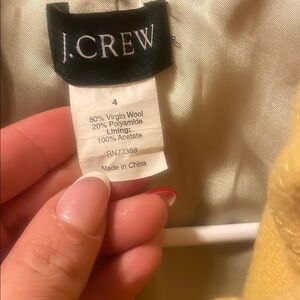 J.CREW
4
80% Virgin Wool
20% Polyamide
Lining:
100% Acetate
RN77388
Made in China